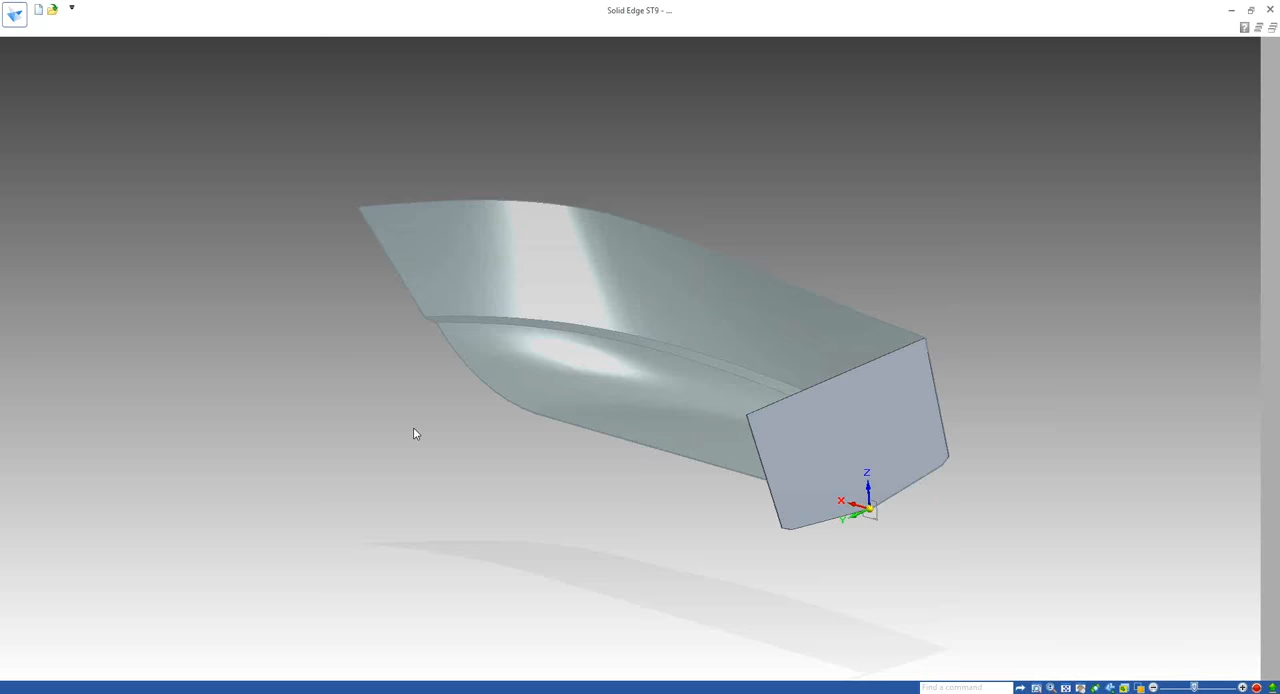 Solid Edge ST9 - ...
?
Z
X
Y
Find a command